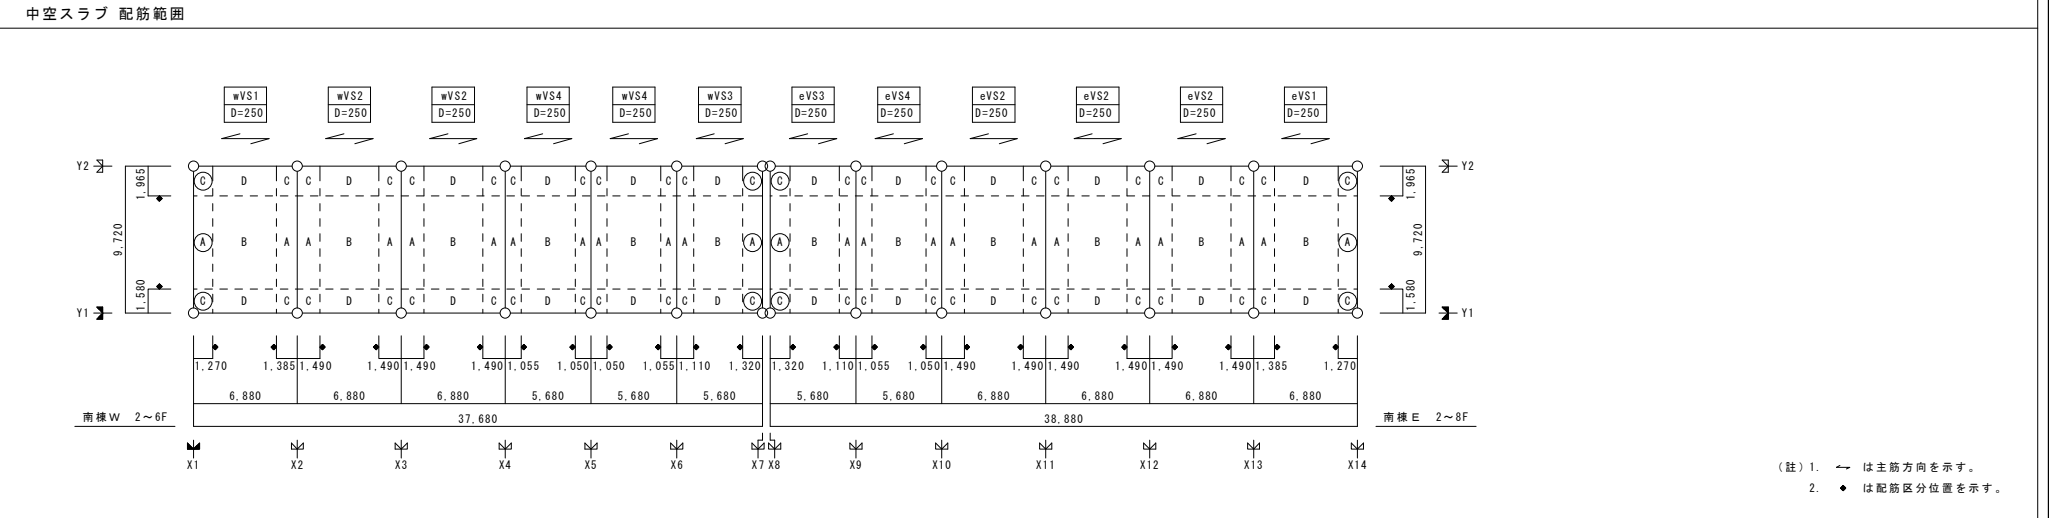 中空スラブ 配筋範囲
wVS1 wVS2 wVS2 wVS4 wVS4 wVS3 eVS3 eVS4 eVS2 eVS2 eVS2 eVS1
D=250 D=250 D=250 D=250 D=250 D=250 D=250 D=250 D=250 D=250 D=250 D=250
Y2 Y2
1,965 1,965
C D C C D C C D C C D C C D C C D C C D C C D C C D C C D C C D C C D C
9,720 9,720
A B A A B A A B A A B A A B A A B A A B A A B A A B A A B A A B A A B A
1,580 1,580
C D C C D C C D C C D C C D C C D C C D C C D C C D C C D C C D C C D C
Y1 Y1
1,270 1,385 1,490 1,490 1,490 1,490 1,055 1,050 1,050 1,055 1,110 1,320 1,320 1,110 1,055 1,050 1,490 1,490 1,490 1,490 1,490 1,490 1,385 1,270
6,880 6,880 6,880 5,680 5,680 5,680 5,680 5,680 6,880 6,880 6,880 6,880
南棟W 2～6F 37,680 38,880 南棟E 2～8F
X1 X2 X3 X4 X5 X6 X7 X8 X9 X10 X11 X12 X13 X14
(註) 1. は主筋方向を示す。
2. ◆ は配筋区分位置を示す。